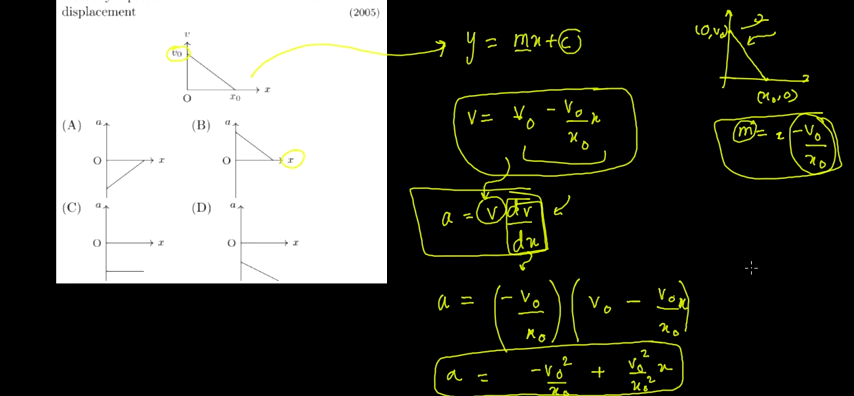 displacement (2005)
v
v₀
O x₀ x
(A) a O x
(B) a O x
(C) a O x
(D) a O x
y = mx + c
v = v₀ - v₀/x₀ x
a = v dv/dx
a = (-v₀/x₀) (v₀ - v₀x/x₀)
a = -v₀²/x₀ + v₀²/x₀² x
(0,v₀)
(x₀,0)
m = -v₀/x₀